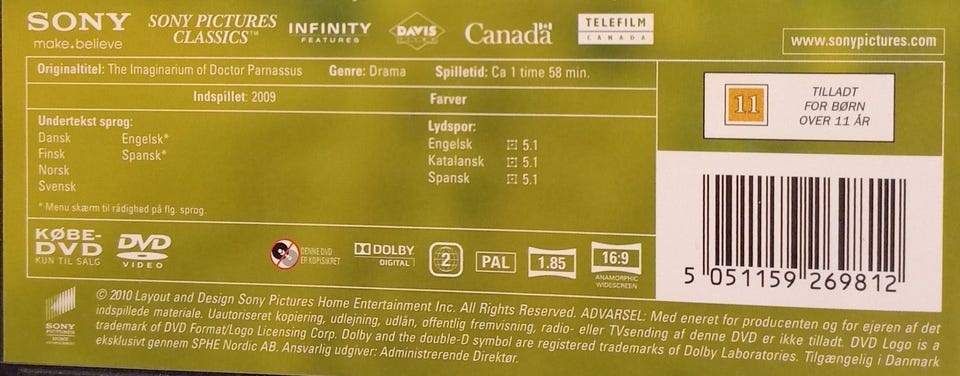 SONY
make.believe
SONY PICTURES
CLASSICS™
INFINITY
FEATURES
DAVIS
FILMS
Canada
TELEFILM
CANADA
www.sonypictures.com
Originaltitel: The Imaginarium of Doctor Parnassus Genre: Drama Spilletid: Ca 1 time 58 min.
Indspillet: 2009 Farver
Undertekst sprog:
Dansk Engelsk*
Finsk Spansk*
Norsk
Svensk
* Menu skærm til rådighed på flg. sprog.
Lydspor:
Engelsk 5.1
Katalansk 5.1
Spansk 5.1
11
TILLADT
FOR BØRN
OVER 11 ÅR
KØBE-
DVD
KUN TIL SALG
DVD
VIDEO
DENNE DVD
ER KOPISIKRET
DOLBY
DIGITAL
2
PAL
1.85
16:9
ANAMORPHIC
WIDESCREEN
5 051159 269812
SONY
PICTURES
© 2010 Layout and Design Sony Pictures Home Entertainment Inc. All Rights Reserved. ADVARSEL: Med eneret for producenten og for ejeren af det
indspillede materiale. Uautoriseret kopiering, udlejning, udlån, offentlig fremvisning, radio- eller TVsending af denne DVD er ikke tilladt. DVD Logo is a
trademark of DVD Format/Logo Licensing Corp. Dolby and the double-D symbol are registered trademarks of Dolby Laboratories. Tilgængelig i Danmark
eksklusivt gennem SPHE Nordic AB. Ansvarlig udgiver: Administrerende Direktør.